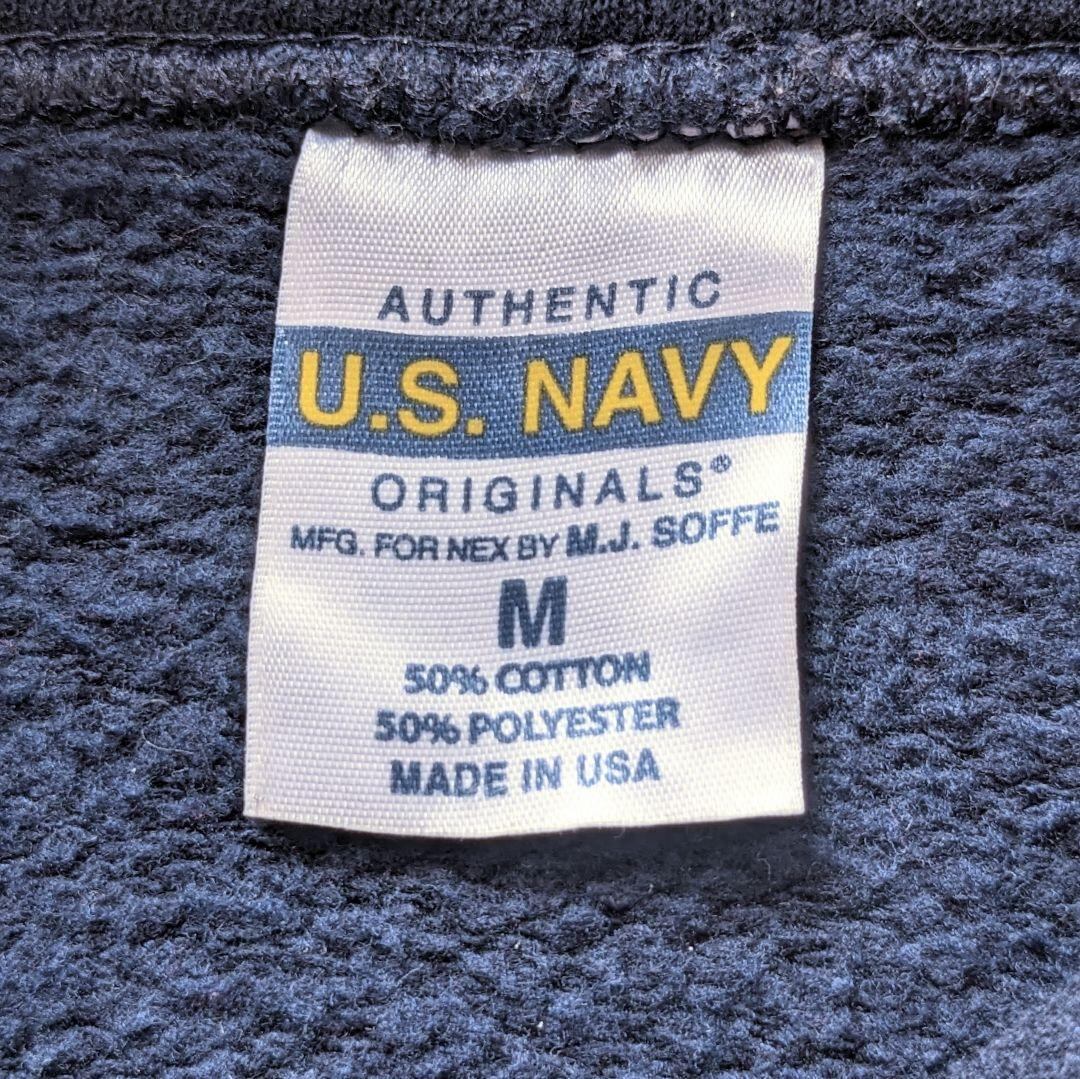 AUTHENTIC
U.S. NAVY
ORIGINALS®
MFG. FOR NEX BY M.J. SOFFE
M
50% COTTON
50% POLYESTER
MADE IN USA